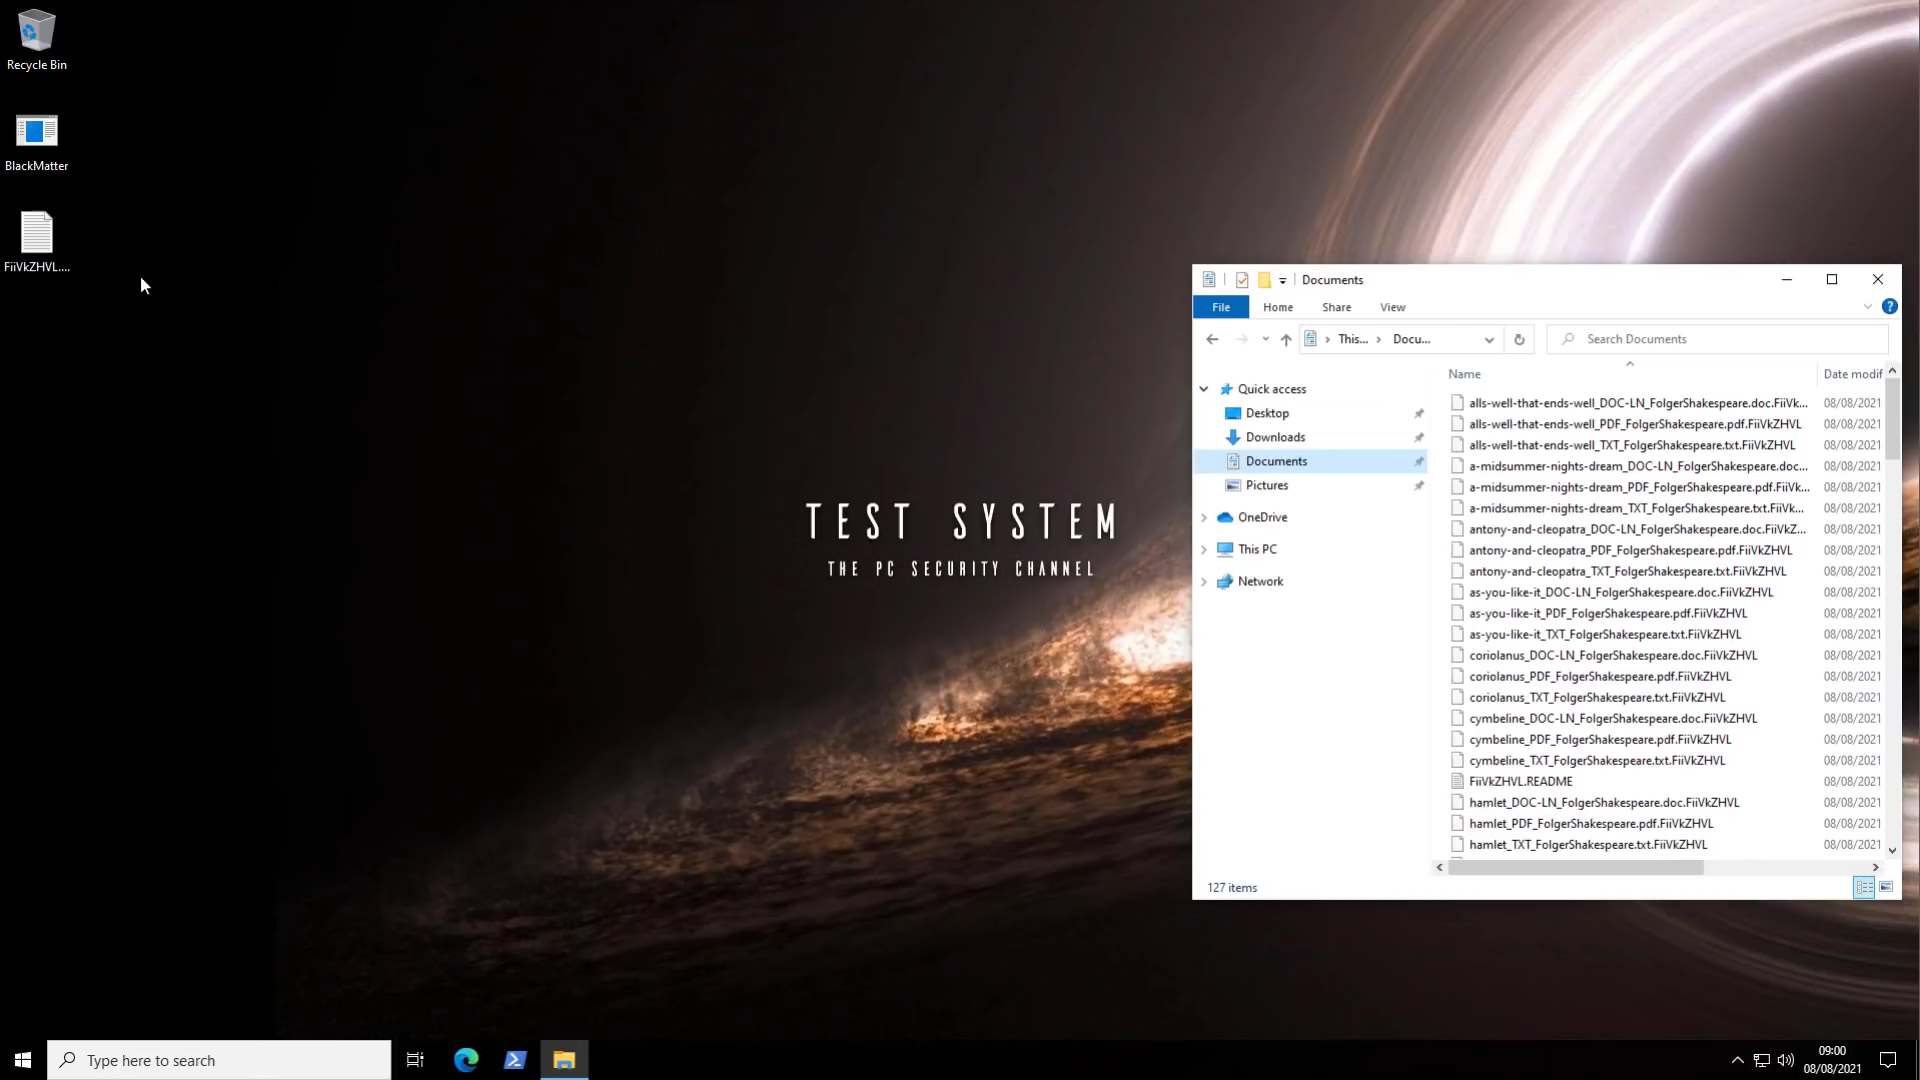 Recycle Bin
BlackMatter
FiiVkZHVL....
TEST SYSTEM
THE PC SECURITY CHANNEL
Documents
File Home Share View
This... Docu... Search Documents
Name Date modif
Quick access
Desktop
Downloads
Documents
Pictures
OneDrive
This PC
Network
alls-well-that-ends-well_DOC-LN_FolgerShakespeare.doc.FiiVk... 08/08/2021
alls-well-that-ends-well_PDF_FolgerShakespeare.pdf.FiiVkZHVL 08/08/2021
alls-well-that-ends-well_TXT_FolgerShakespeare.txt.FiiVkZHVL 08/08/2021
a-midsummer-nights-dream_DOC-LN_FolgerShakespeare.doc... 08/08/2021
a-midsummer-nights-dream_PDF_FolgerShakespeare.pdf.FiiVk... 08/08/2021
a-midsummer-nights-dream_TXT_FolgerShakespeare.txt.FiiVk... 08/08/2021
antony-and-cleopatra_DOC-LN_FolgerShakespeare.doc.FiiVkZ... 08/08/2021
antony-and-cleopatra_PDF_FolgerShakespeare.pdf.FiiVkZHVL 08/08/2021
antony-and-cleopatra_TXT_FolgerShakespeare.txt.FiiVkZHVL 08/08/2021
as-you-like-it_DOC-LN_FolgerShakespeare.doc.FiiVkZHVL 08/08/2021
as-you-like-it_PDF_FolgerShakespeare.pdf.FiiVkZHVL 08/08/2021
as-you-like-it_TXT_FolgerShakespeare.txt.FiiVkZHVL 08/08/2021
coriolanus_DOC-LN_FolgerShakespeare.doc.FiiVkZHVL 08/08/2021
coriolanus_PDF_FolgerShakespeare.pdf.FiiVkZHVL 08/08/2021
coriolanus_TXT_FolgerShakespeare.txt.FiiVkZHVL 08/08/2021
cymbeline_DOC-LN_FolgerShakespeare.doc.FiiVkZHVL 08/08/2021
cymbeline_PDF_FolgerShakespeare.pdf.FiiVkZHVL 08/08/2021
cymbeline_TXT_FolgerShakespeare.txt.FiiVkZHVL 08/08/2021
FiiVkZHVL.README 08/08/2021
hamlet_DOC-LN_FolgerShakespeare.doc.FiiVkZHVL 08/08/2021
hamlet_PDF_FolgerShakespeare.pdf.FiiVkZHVL 08/08/2021
hamlet_TXT_FolgerShakespeare.txt.FiiVkZHVL 08/08/2021
127 items
Type here to search
09:00
08/08/2021